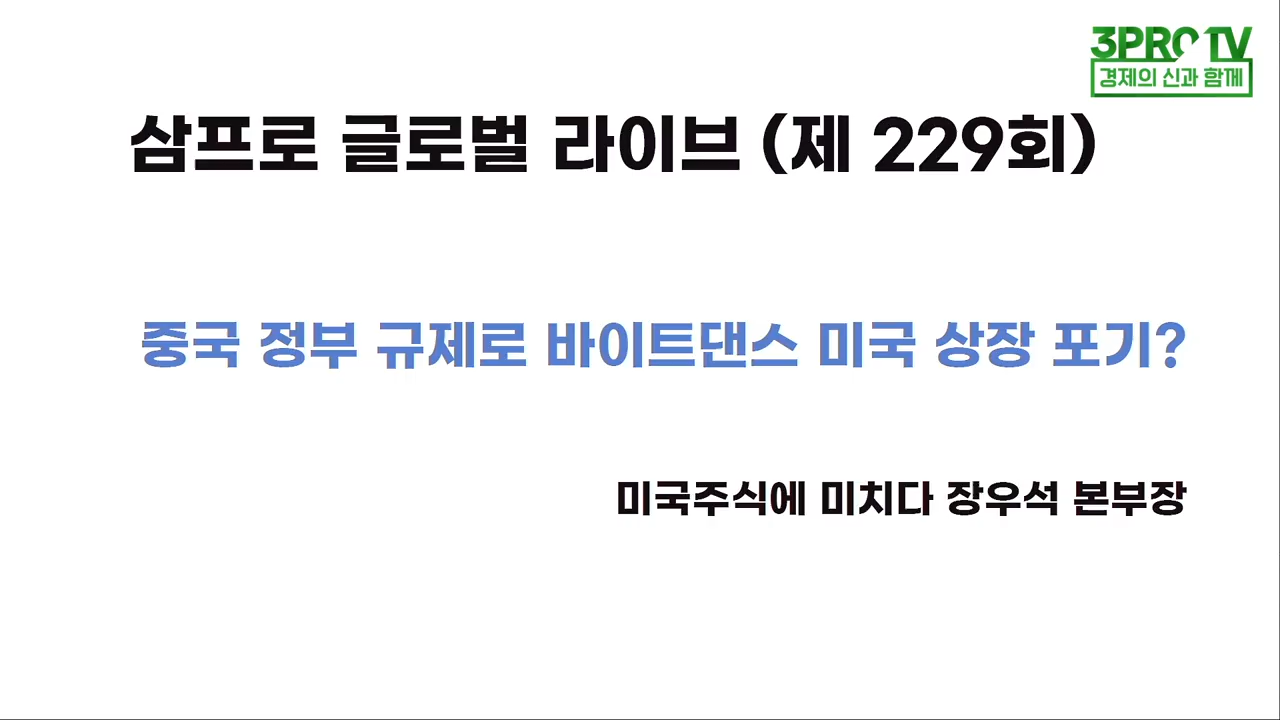 3PRO TV
경제의 신과 함께
삼프로 글로벌 라이브 (제 229회)
중국 정부 규제로 바이트댄스 미국 상장 포기?
미국주식에 미치다 장우석 본부장